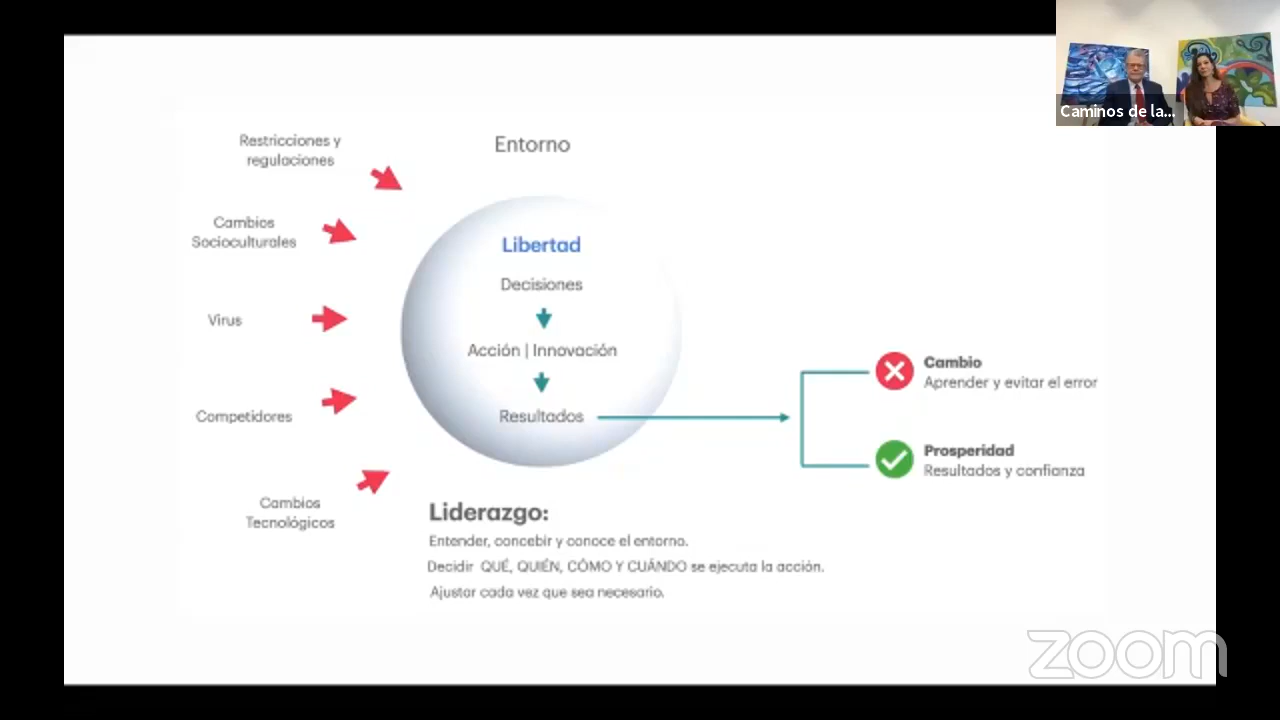 Caminos de la...
Restricciones y
regulaciones
Entorno
Cambios
Socioculturales
Libertad
Decisiones
Virus
Acción | Innovación
Cambio
Aprender y evitar el error
Competidores
Resultados
Prosperidad
Resultados y confianza
Cambios
Tecnológicos
Liderazgo:
Entender, concebir y conoce el entorno.
Decidir QUÉ, QUIÉN, CÓMO Y CUÁNDO se ejecuta la acción.
Ajustar cada vez que sea necesario.
zoom